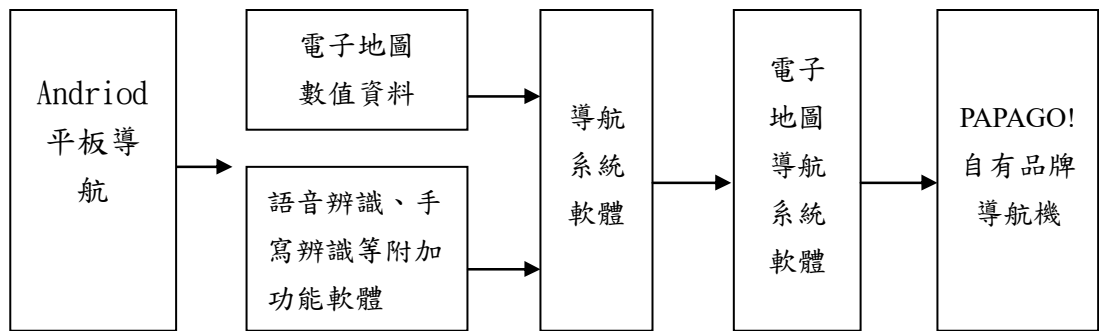 Andriod
平板導
航
電子地圖
數值資料
語音辨識、手
寫辨識等附加
功能軟體
導航
系統
軟體
電子
地圖
導航
系統
軟體
PAPAGO!
自有品牌
導航機